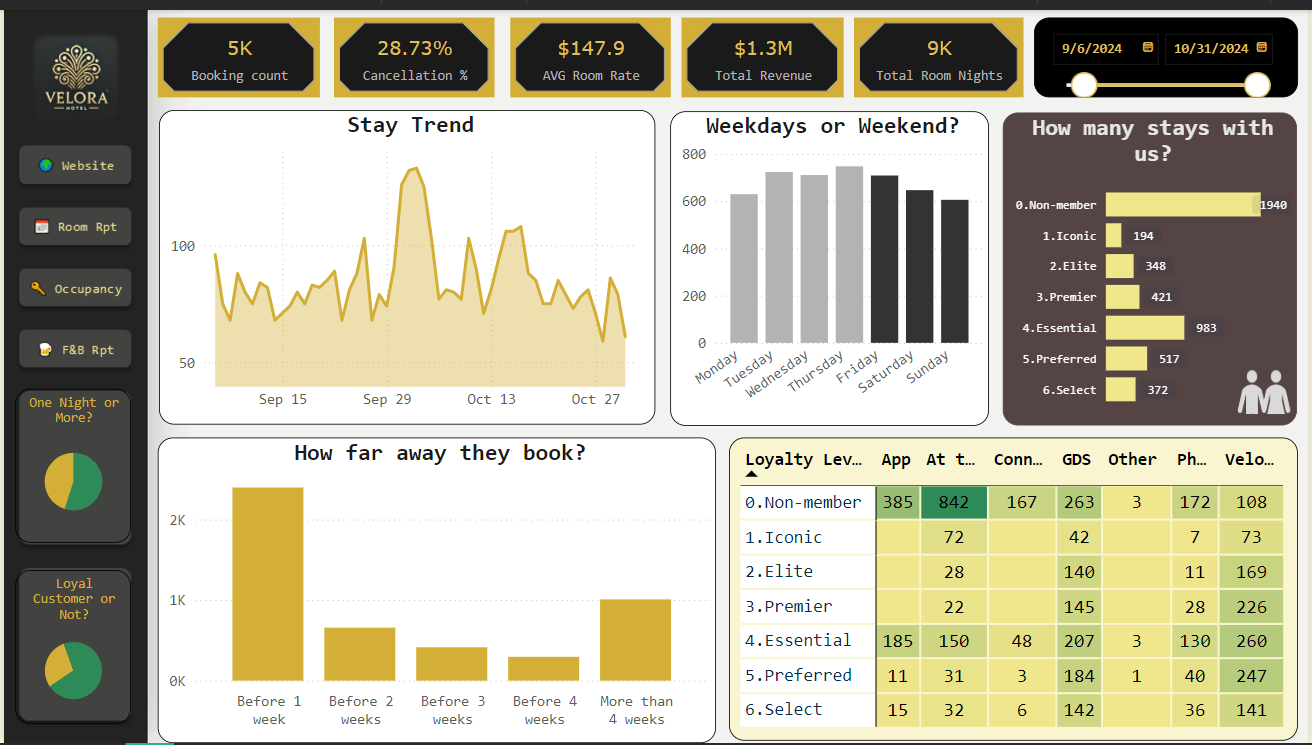 VELORA
HOTEL
Website
Room Rpt
Occupancy
F&B Rpt
One Night or
More?
Loyal
Customer or
Not?
5K
Booking count
28.73%
Cancellation %
$147.9
AVG Room Rate
$1.3M
Total Revenue
9K
Total Room Nights
9/6/2024
10/31/2024
Stay Trend
100
50
Sep 15
Sep 29
Oct 13
Oct 27
Weekdays or Weekend?
800
600
400
200
0
Monday
Tuesday
Wednesday
Thursday
Friday
Saturday
Sunday
How many stays with
us?
0.Non-member 1940
1.Iconic 194
2.Elite 348
3.Premier 421
4.Essential 983
5.Preferred 517
6.Select 372
How far away they book?
2K
1K
0K
Before 1
week
Before 2
weeks
Before 3
weeks
Before 4
weeks
More than
4 weeks
Loyalty Lev… App At t… Conn… GDS Other Ph… Velo…
0.Non-member 385 842 167 263 3 172 108
1.Iconic 72 42 7 73
2.Elite 28 140 11 169
3.Premier 22 145 28 226
4.Essential 185 150 48 207 3 130 260
5.Preferred 11 31 3 184 1 40 247
6.Select 15 32 6 142 36 141